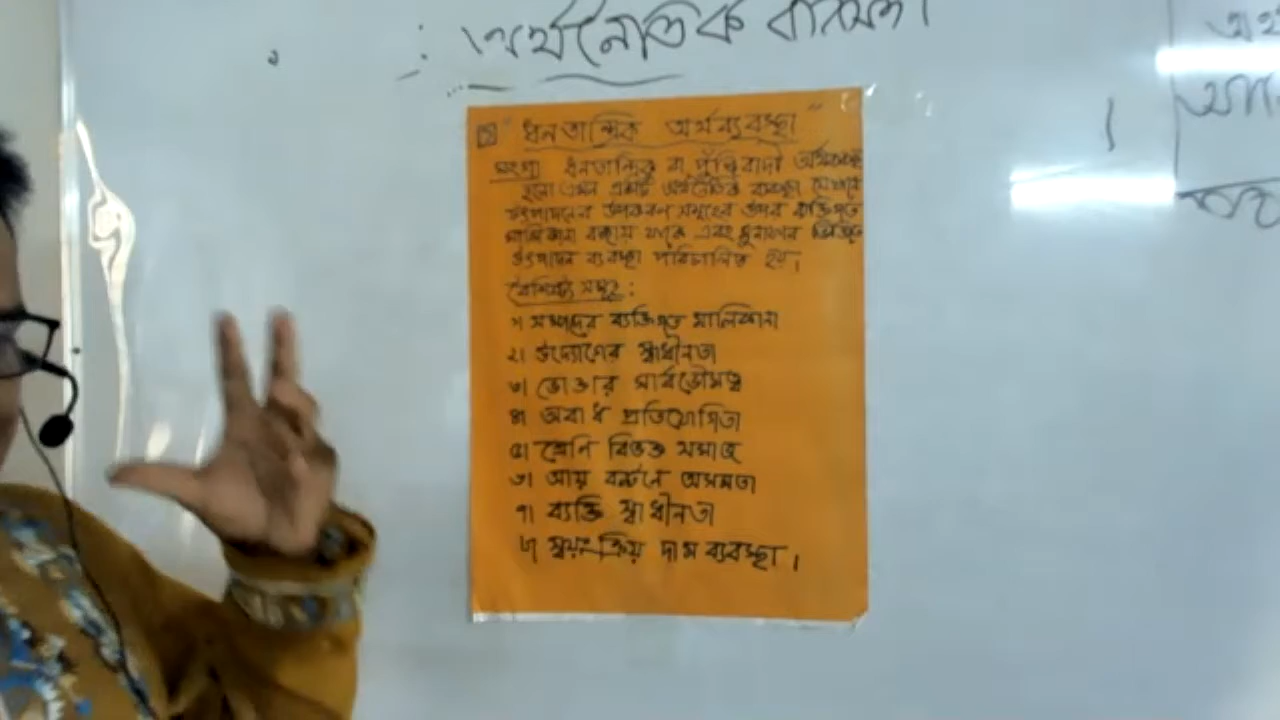 অর্থনৈতিক ব্যবস্থা
অর্থ
"ধনতান্ত্রিক অর্থব্যবস্থা"
সংগা ধনতান্ত্রিক বা পুঁজিবাদী অর্থব্যবস্থা
হলো এমন একটি অর্থনৈতিক ব্যবস্থা যেখানে
উৎপাদনের উপকরণ সমূহের উপর ব্যক্তিগত
মালিকানা বজায় থাকে এবং মুনাফার ভিত্তিতে
উৎপাদন ব্যবস্থা পরিচালিত হয়।
বৈশিষ্ট্য সমূহ:
১। সম্পদের ব্যক্তিগত মালিকানা
২। উদ্যোগের স্বাধীনতা
৩। ভোক্তার সার্বভৌমত্ব
৪। অবাধ প্রতিযোগিতা
৫। শ্রেণি বিভক্ত সমাজ
৬। আয় বন্টনে অসমতা
৭। ব্যক্তি স্বাধীনতা
৮। স্বয়ংক্রিয় দাম ব্যবস্থা।